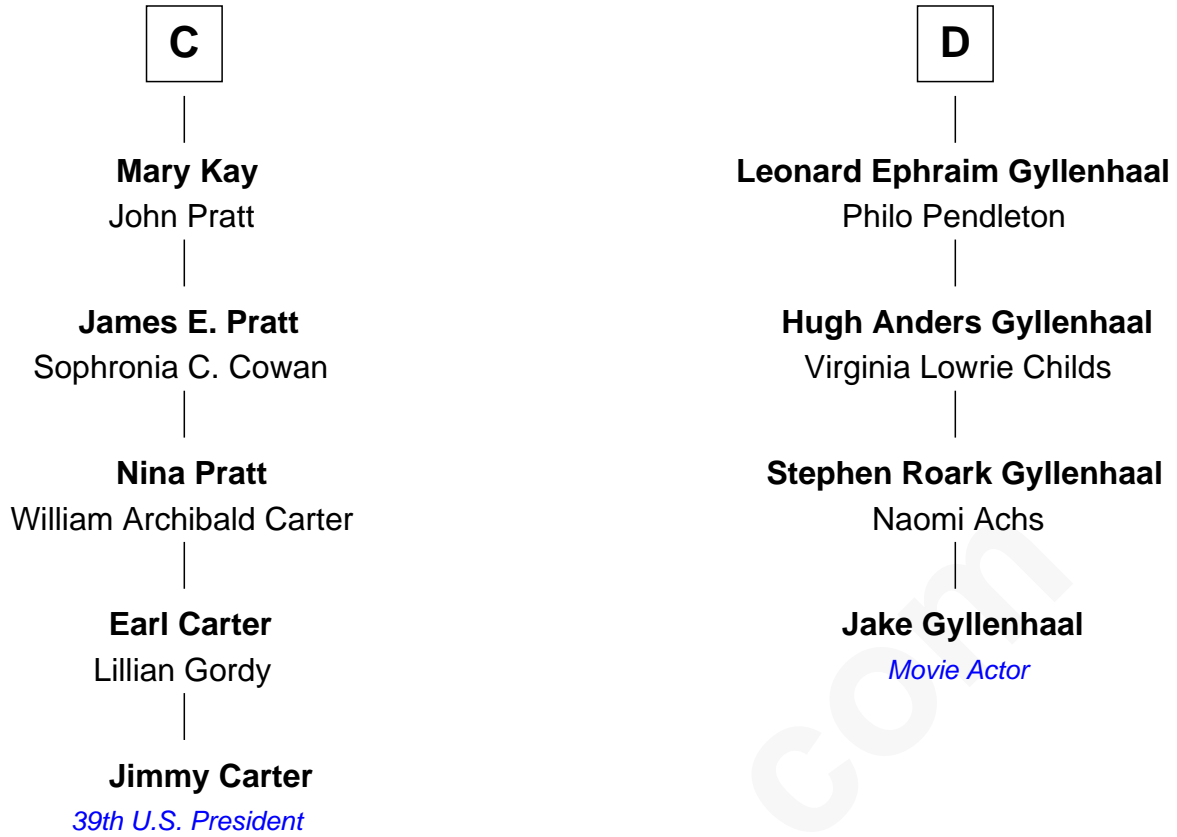 C
Mary Kay
John Pratt
James E. Pratt
Sophronia C. Cowan
Nina Pratt
William Archibald Carter
Earl Carter
Lillian Gordy
Jimmy Carter
39th U.S. President
D
Leonard Ephraim Gyllenhaal
Philo Pendleton
Hugh Anders Gyllenhaal
Virginia Lowrie Childs
Stephen Roark Gyllenhaal
Naomi Achs
Jake Gyllenhaal
Movie Actor
com